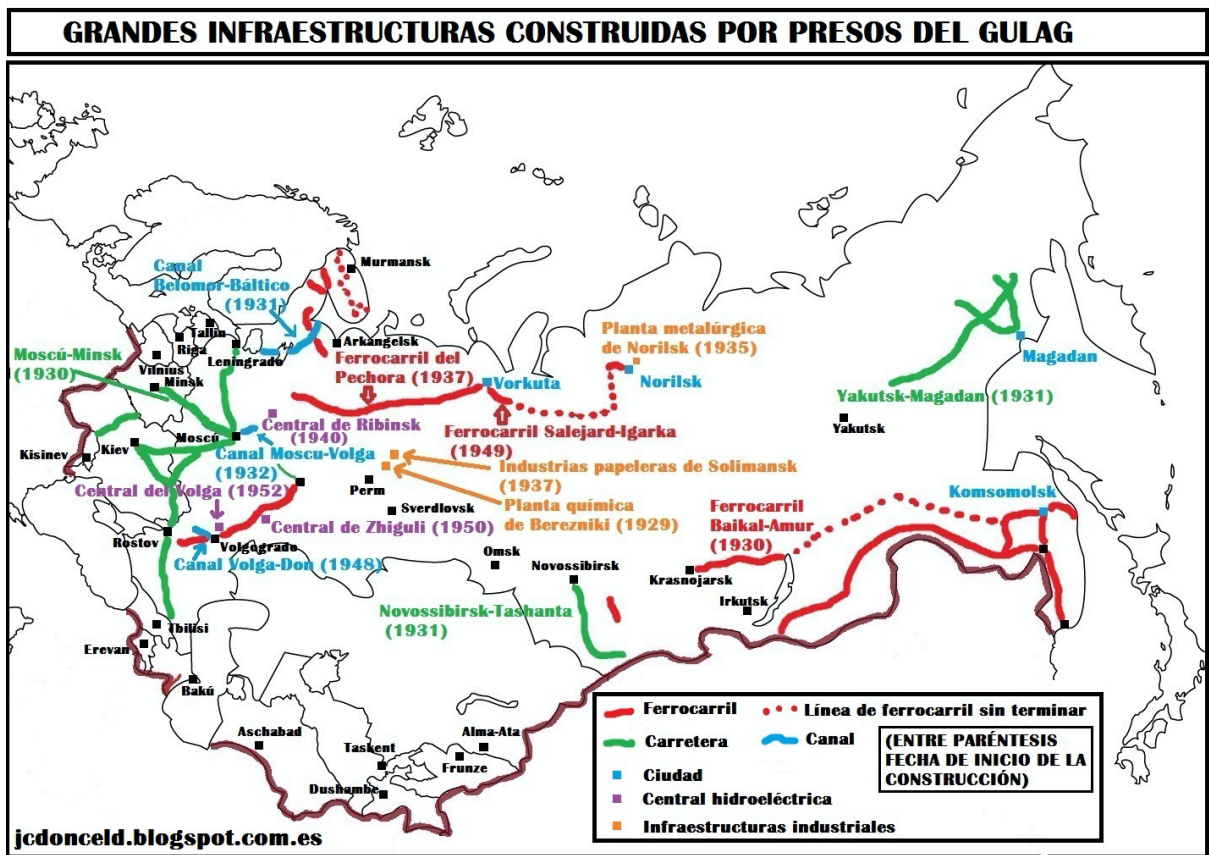 GRANDES INFRAESTRUCTURAS CONSTRUIDAS POR PRESOS DEL GULAG
Murmansk
Canal
Belomor-Báltico
(1931)
Tallin
Riga
Leningrado
Arkángelsk
Vilnius
Minsk
Moscú-Minsk
(1930)
Ferrocarril del
Pechora (1937)
Vorkuta
Planta metalúrgica
de Norilsk (1935)
Norilsk
Magadan
Yakutsk-Magadan (1931)
Yakutsk
Central de Ribinsk
(1940)
Ferrocarril Salejard-Igarka
(1949)
Kisinev
Kiev
Moscú
Canal Moscu-Volga
(1932)
Industrias papeleras de Solimansk
(1937)
Central del Volga (1952)
Perm
Planta química
de Berezniki (1929)
Sverdlovsk
Komsomolsk
Ferrocarril
Baikal-Amur
(1930)
Central de Zhiguli (1950)
Rostov
Volgogrado
Canal Volga-Don (1948)
Omsk
Novossibirsk
Krasnojarsk
Irkutsk
Novossibirsk-Tashanta
(1931)
Tbilisi
Erevan
Bakú
Aschabad
Taskent
Alma-Ata
Frunze
Dushambe
Ferrocarril
Línea de ferrocarril sin terminar
Carretera
Canal
(ENTRE PARÉNTESIS
FECHA DE INICIO DE LA
CONSTRUCCIÓN)
Ciudad
Central hidroeléctrica
Infraestructuras industriales
jcdonceld.blogspot.com.es